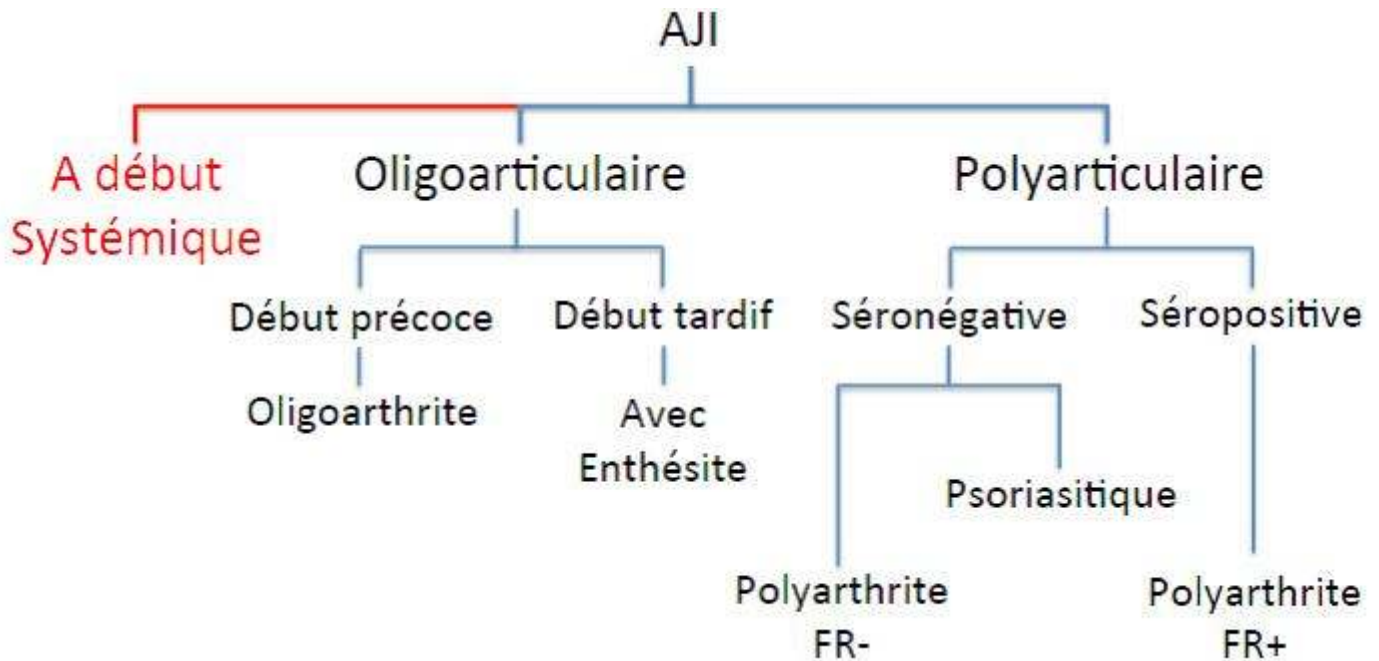 AJI
A début
Systémique
Oligoarticulaire
Polyarticulaire
Début précoce
Début tardif
Séronégative
Séropositive
Oligoarthrite
Avec
Enthésite
Psoriasitique
Polyarthrite
FR-
Polyarthrite
FR+